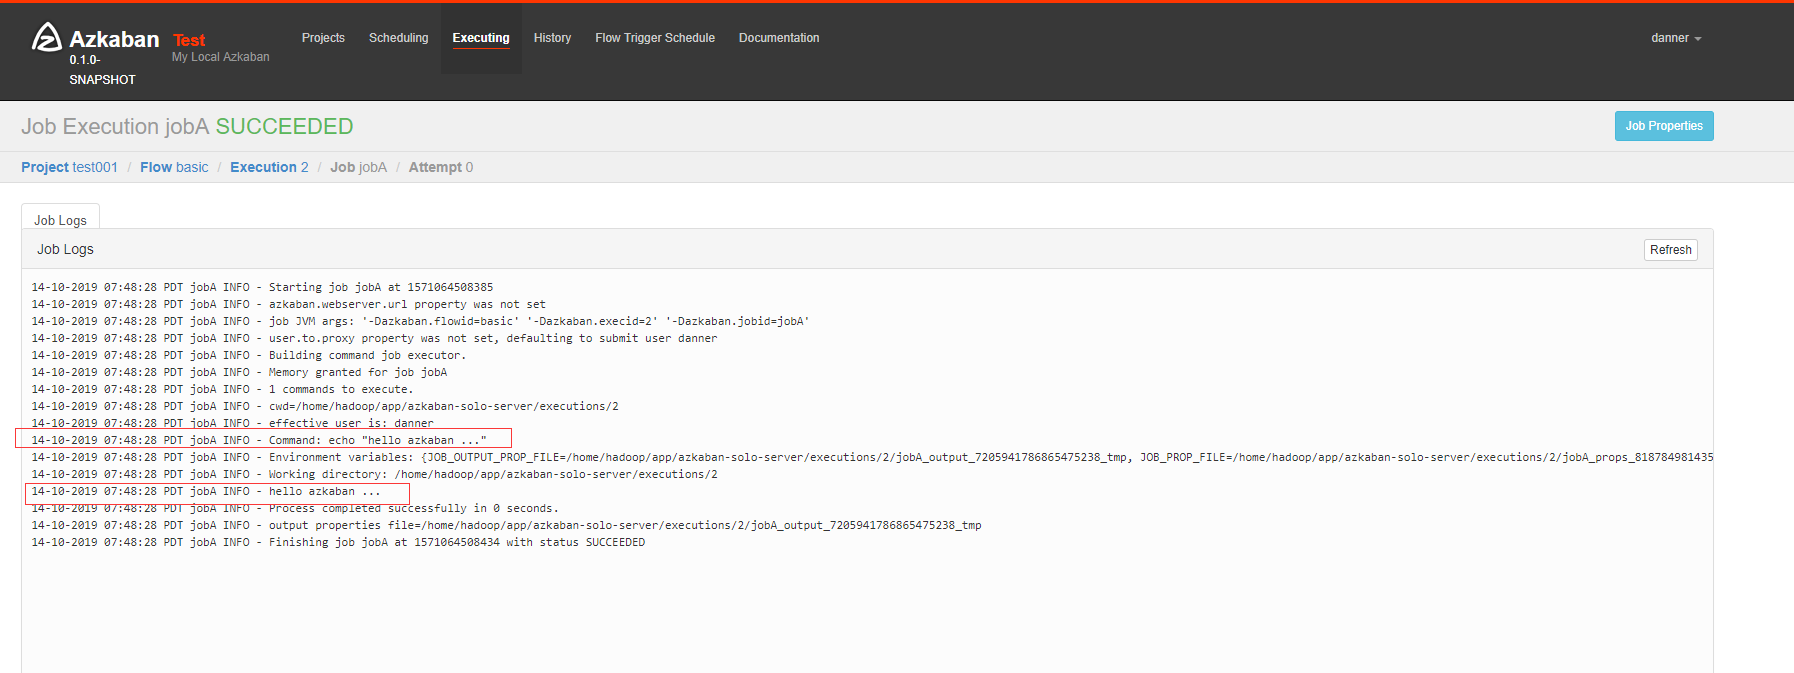 Azkaban Test
0.1.0-
SNAPSHOT
My Local Azkaban
Projects Scheduling Executing History Flow Trigger Schedule Documentation danner
Job Execution jobA SUCCEEDED
Job Properties
Project test001 / Flow basic / Execution 2 / Job jobA / Attempt 0
Job Logs
Job Logs
Refresh
14-10-2019 07:48:28 PDT jobA INFO - Starting job jobA at 1571064508385
14-10-2019 07:48:28 PDT jobA INFO - azkaban.webserver.url property was not set
14-10-2019 07:48:28 PDT jobA INFO - job JVM args: '-Dazkaban.flowid=basic' '-Dazkaban.execid=2' '-Dazkaban.jobid=jobA'
14-10-2019 07:48:28 PDT jobA INFO - user.to.proxy property was not set, defaulting to submit user danner
14-10-2019 07:48:28 PDT jobA INFO - Building command job executor.
14-10-2019 07:48:28 PDT jobA INFO - Memory granted for job jobA
14-10-2019 07:48:28 PDT jobA INFO - 1 commands to execute.
14-10-2019 07:48:28 PDT jobA INFO - cwd=/home/hadoop/app/azkaban-solo-server/executions/2
14-10-2019 07:48:28 PDT jobA INFO - effective user is: danner
14-10-2019 07:48:28 PDT jobA INFO - Command: echo "hello azkaban ..."
14-10-2019 07:48:28 PDT jobA INFO - Environment variables: {JOB_OUTPUT_PROP_FILE=/home/hadoop/app/azkaban-solo-server/executions/2/jobA_output_7205941786865475238_tmp, JOB_PROP_FILE=/home/hadoop/app/azkaban-solo-server/executions/2/jobA_props_818784981435
14-10-2019 07:48:28 PDT jobA INFO - Working directory: /home/hadoop/app/azkaban-solo-server/executions/2
14-10-2019 07:48:28 PDT jobA INFO - hello azkaban ...
14-10-2019 07:48:28 PDT jobA INFO - Process completed successfully in 0 seconds.
14-10-2019 07:48:28 PDT jobA INFO - output properties file=/home/hadoop/app/azkaban-solo-server/executions/2/jobA_output_7205941786865475238_tmp
14-10-2019 07:48:28 PDT jobA INFO - Finishing job jobA at 1571064508434 with status SUCCEEDED